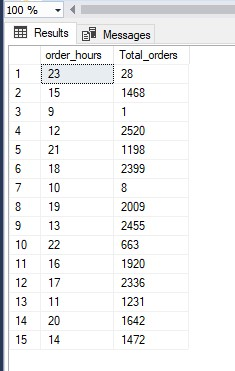 100 %
Results Messages
order_hours Total_orders
1 23 28
2 15 1468
3 9 1
4 12 2520
5 21 1198
6 18 2399
7 10 8
8 19 2009
9 13 2455
10 22 663
11 16 1920
12 17 2336
13 11 1231
14 20 1642
15 14 1472